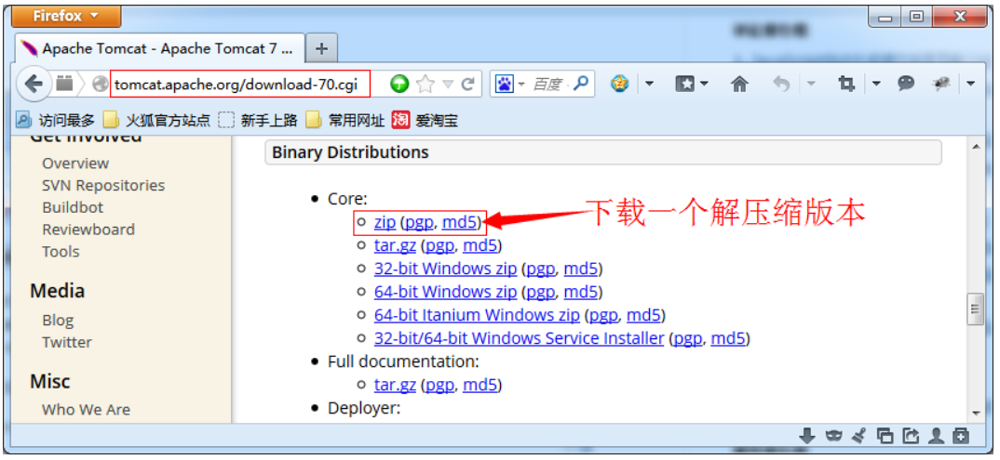 Firefox
Apache Tomcat - Apache Tomcat 7 ...
tomcat.apache.org/download-70.cgi
百度
访问最多 火狐官方站点 新手上路 常用网址 淘 爱淘宝
Get Involved
Overview
SVN Repositories
Buildbot
Reviewboard
Tools
Media
Blog
Twitter
Misc
Who We Are
Binary Distributions
Core:
zip (pgp, md5)
下载一个解压缩版本
tar.gz (pgp, md5)
32-bit Windows zip (pgp, md5)
64-bit Windows zip (pgp, md5)
64-bit Itanium Windows zip (pgp, md5)
32-bit/64-bit Windows Service Installer (pgp, md5)
Full documentation:
tar.gz (pgp, md5)
Deployer: